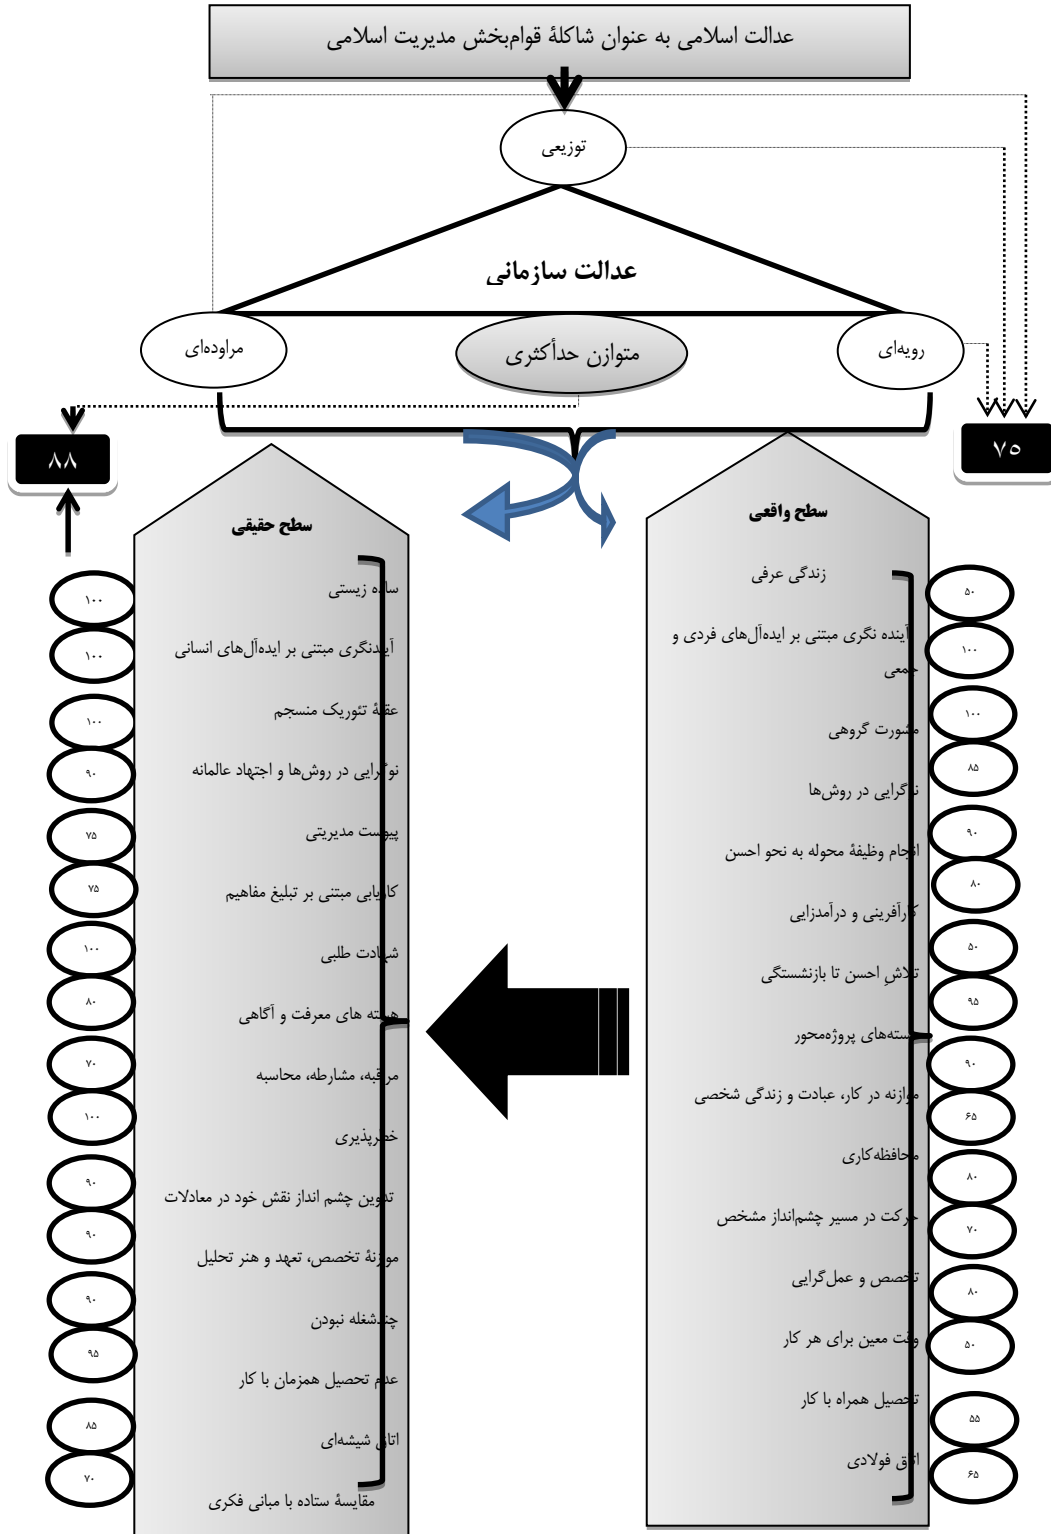 عدالت اسلامی به عنوان شاکلهٔ قوام‌بخش مدیریت اسلامی
توزیعی
عدالت سازمانی
رویه‌ای
متوازن حدأکثری
مراوده‌ای
۷۵
۸۸
سطح واقعی
زندگی عرفی
آینده نگری مبتنی بر ایده‌آل‌های فردی و
جمعی
مشورت گروهی
نوگرایی در روش‌ها
انجام وظیفهٔ محوله به نحو احسن
کارآفرینی و درآمدزایی
تلاش احسن تا بازنشستگی
هسته‌های پروژه‌محور
موازنه در کار، عبادت و زندگی شخصی
محافظه‌کاری
حرکت در مسیر چشم‌انداز مشخص
تخصص و عمل‌گرایی
وقت معین برای هر کار
تحصیل همراه با کار
اتاق فولادی
۵۰
۱۰۰
۱۰۰
۸۵
۹۰
۸۰
۵۰
۹۵
۹۰
۶۵
۸۰
۷۰
۸۰
۵۰
۵۵
۶۵
سطح حقیقی
ساده زیستی
آیندنگری مبتنی بر ایده‌آل‌های انسانی
عقبهٔ تئوریک منسجم
نوگرایی در روش‌ها و اجتهاد عالمانه
پیوست مدیریتی
کاریابی مبتنی بر تبلیغ مفاهیم
شهادت طلبی
هسته های معرفت و آگاهی
مراقبه، مشارطه، محاسبه
خطرپذیری
تدوین چشم انداز نقش خود در معادلات
موازنهٔ تخصص، تعهد و هنر تحلیل
چندشغله نبودن
عدم تحصیل همزمان با کار
اتاق شیشه‌ای
مقایسهٔ ستاده با مبانی فکری
۱۰۰
۱۰۰
۱۰۰
۹۰
۷۵
۷۵
۱۰۰
۸۰
۷۰
۱۰۰
۹۰
۹۰
۹۰
۹۵
۸۵
۷۰